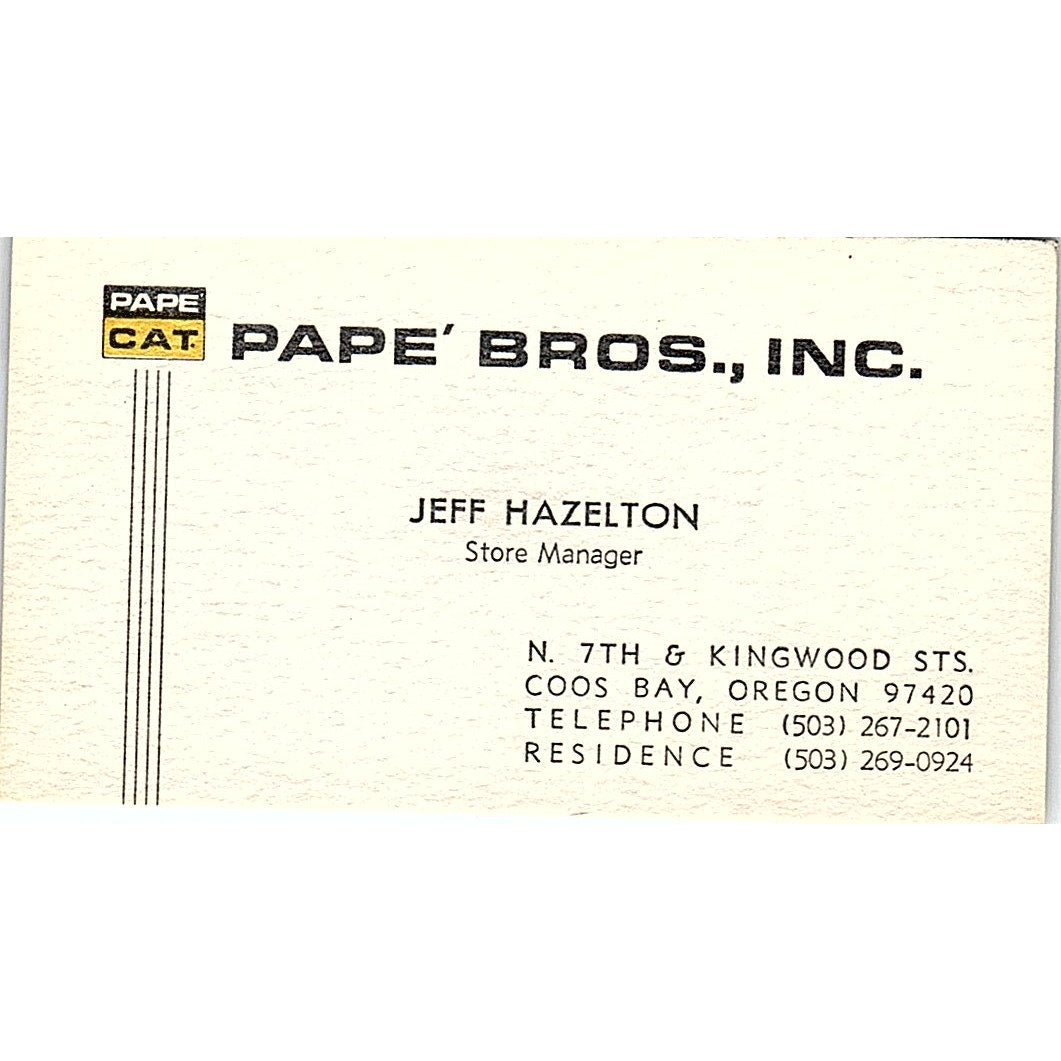 PAPE'
CAT.
PAPE' BROS., INC.
JEFF HAZELTON
Store Manager
N. 7TH & KINGWOOD STS.
COOS BAY, OREGON 97420
TELEPHONE (503) 267-2101
RESIDENCE (503) 269-0924